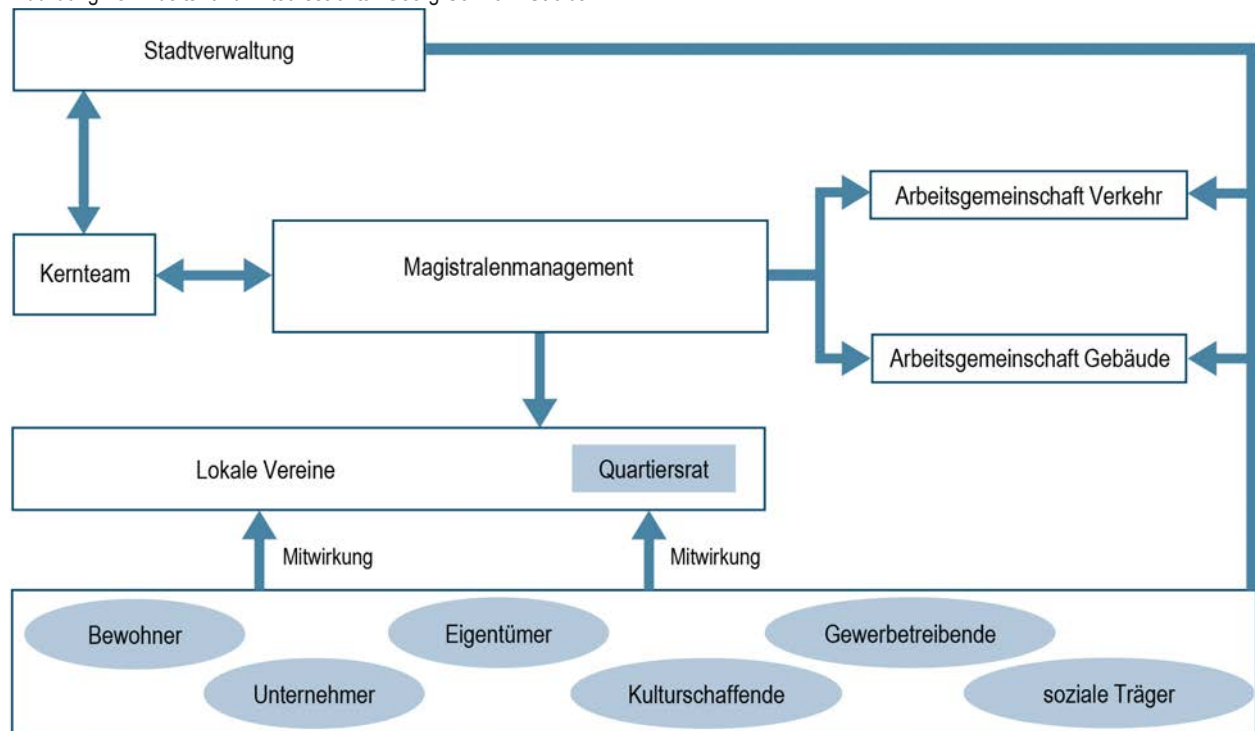 Stadtverwaltung
Arbeitsgemeinschaft Verkehr
Kernteam
Magistralenmanagement
Arbeitsgemeinschaft Gebäude
Lokale Vereine
Quartiersrat
Mitwirkung
Mitwirkung
Bewohner
Eigentümer
Gewerbetreibende
Unternehmer
Kulturschaffende
soziale Träger